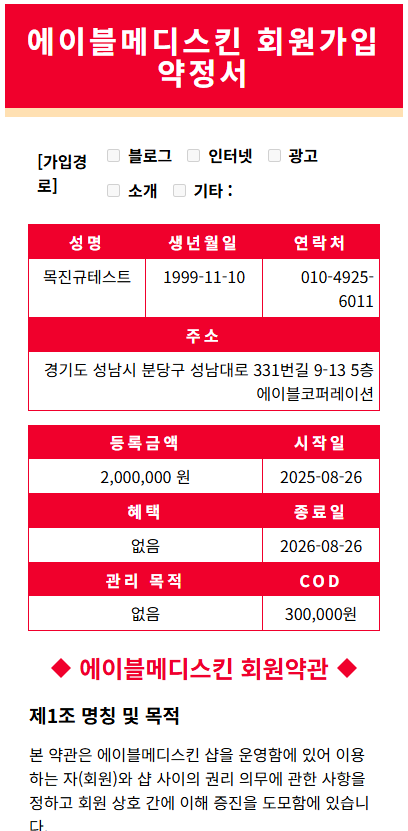 에이블메디스킨 회원가입
약정서
[가입경
로]
블로그 인터넷 광고
소개 기타 :
성명 생년월일 연락처
목진규테스트 1999-11-10 010-4925-
6011
주소
경기도 성남시 분당구 성남대로 331번길 9-13 5층
에이블코퍼레이션
등록금액 시작일
2,000,000 원 2025-08-26
혜택 종료일
없음 2026-08-26
관리 목적 COD
없음 300,000원
◆ 에이블메디스킨 회원약관 ◆
제1조 명칭 및 목적
본 약관은 에이블메디스킨 샵을 운영함에 있어 이용
하는 자(회원)와 샵 사이의 권리 의무에 관한 사항을
정하고 회원 상호 간에 이해 증진을 도모함에 있습니
다.